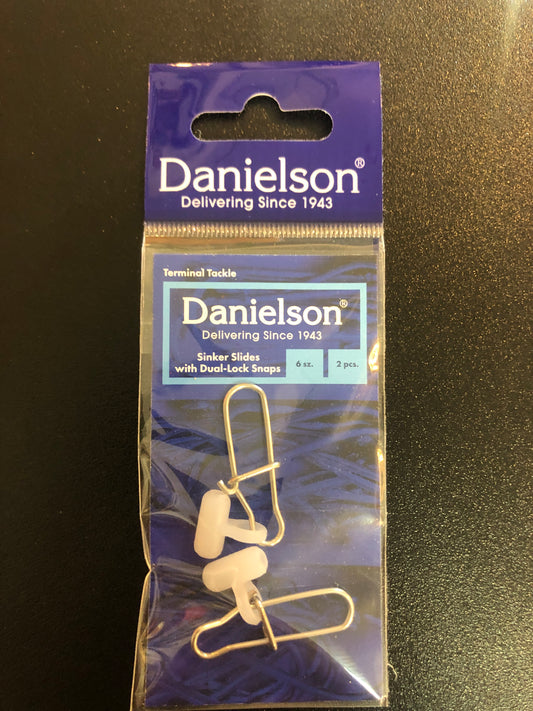 Danielson®
Delivering Since 1943
Terminal Tackle
Danielson®
Delivering Since 1943
Sinker Slides
with Dual-Lock Snaps
6 sz.
2 pcs.